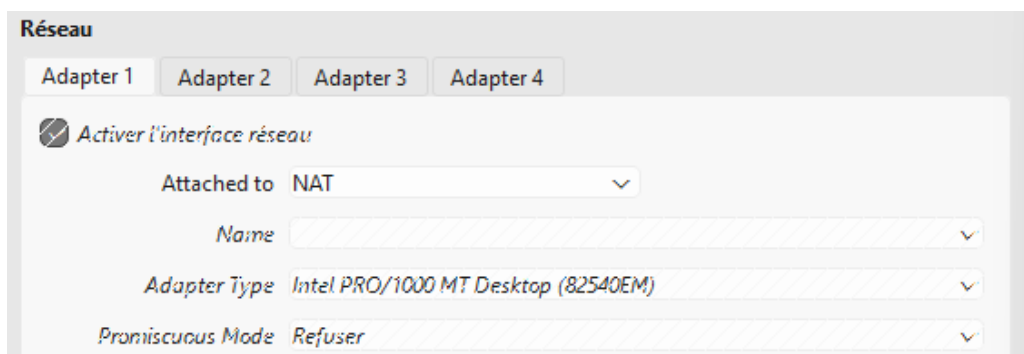 Réseau
Adapter 1 Adapter 2 Adapter 3 Adapter 4
Activer l'interface réseau
Attached to NAT
Name
Adapter Type Intel PRO/1000 MT Desktop (82540EM)
Promiscuous Mode Refuser